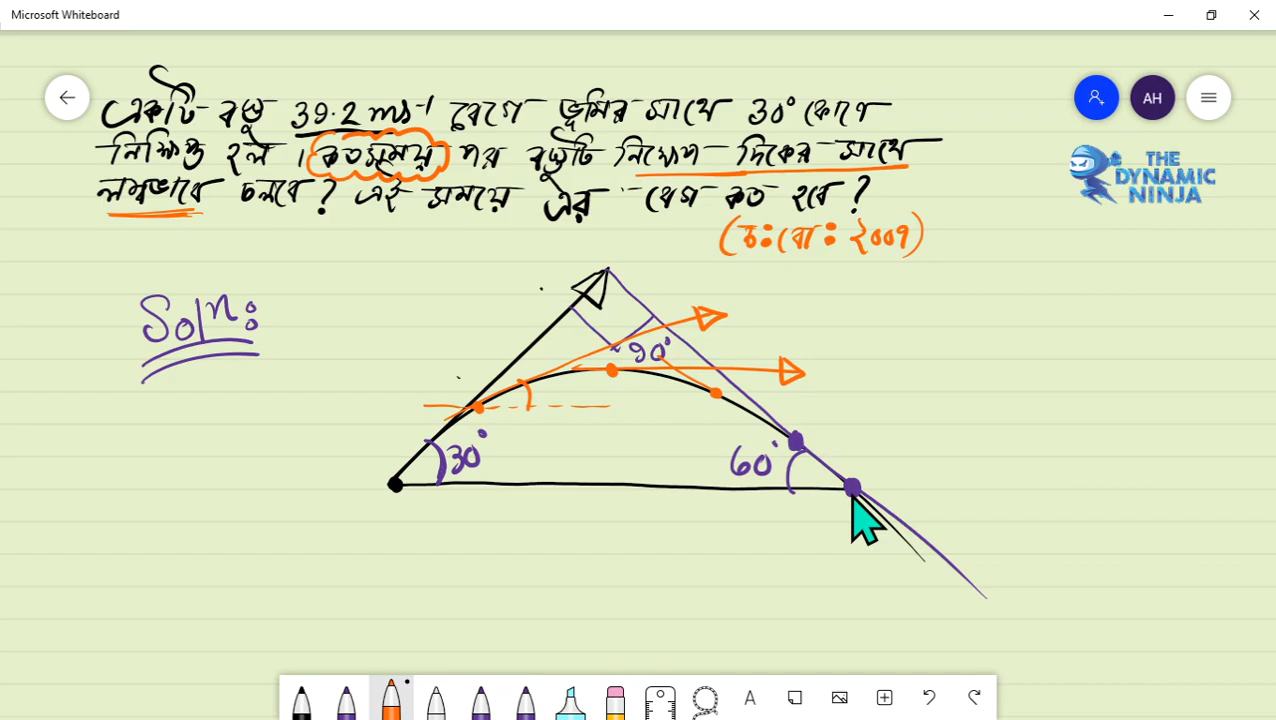 Microsoft Whiteboard
একটি বস্তু 39.2 ms⁻¹ বেগে ভূমির সাথে 30° কোণে
নিক্ষিপ্ত হল। কতসময় পর বস্তুটি নিক্ষেপ দিকের সাথে
লম্বভাবে চলবে? এই সময়ে এর বেগ কত হবে?
(ঢ:বো: ২০০৭)
THE DYNAMIC NINJA
AH
Solⁿ:
90°
30°
60°
A